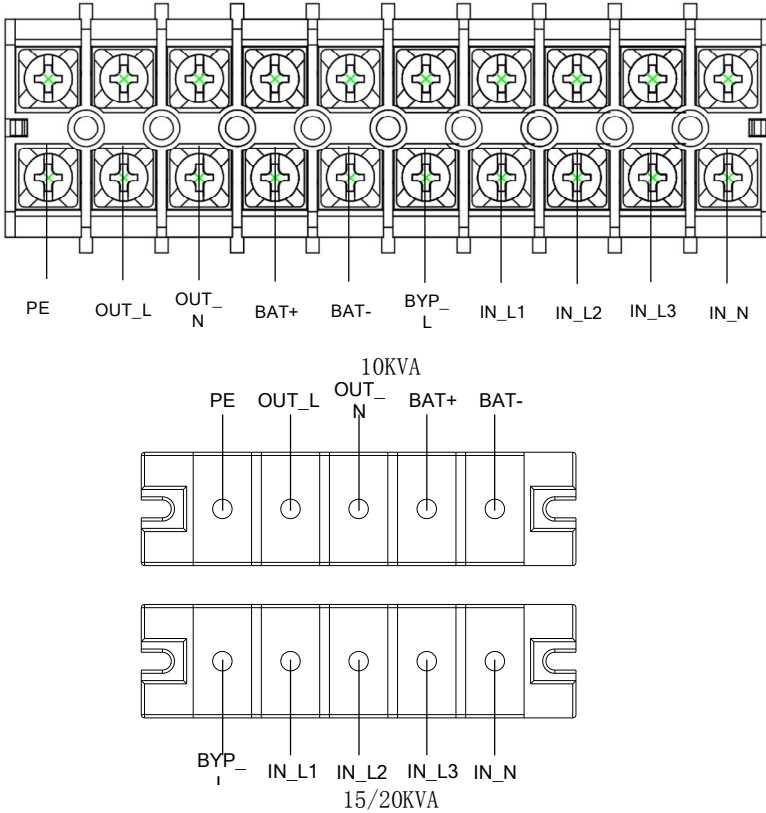 PE OUT_L OUT_
N BAT+ BAT- BYP_
L IN_L1 IN_L2 IN_L3 IN_N
10KVA
PE OUT_L OUT_
N BAT+ BAT-
BYP_ IN_L1 IN_L2 IN_L3 IN_N
15/20KVA